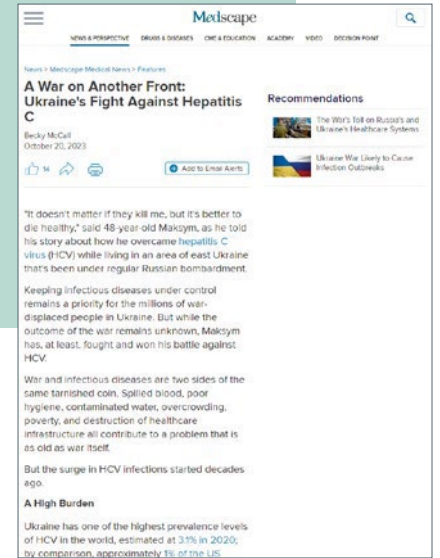 Medscape
NEWS & PERSPECTIVE DRUGS & DISEASES CME & EDUCATION ACADEMY VIDEO DECISION POINT
News > Medscape Medical News > Features
A War on Another Front:
Ukraine's Fight Against Hepatitis
C
Becky McCall
October 20, 2023
14
Add to Email Alerts
Recommendations
The War's Toll on Russia's and
Ukraine's Healthcare Systems
Ukraine War Likely to Cause
Infection Outbreaks
"It doesn't matter if they kill me, but it's better to
die healthy," said 48-year-old Maksym, as he told
his story about how he overcame hepatitis C
virus (HCV) while living in an area of east Ukraine
that's been under regular Russian bombardment.
Keeping infectious diseases under control
remains a priority for the millions of war-
displaced people in Ukraine. But while the
outcome of the war remains unknown, Maksym
has, at least, fought and won his battle against
HCV.
War and infectious diseases are two sides of the
same tarnished coin. Spilled blood, poor
hygiene, contaminated water, overcrowding,
poverty, and destruction of healthcare
infrastructure all contribute to a problem that is
as old as war itself.
But the surge in HCV infections started decades
ago.
A High Burden
Ukraine has one of the highest prevalence levels
of HCV in the world, estimated at 3.1% in 2020;
by comparison, approximately 1% of the US